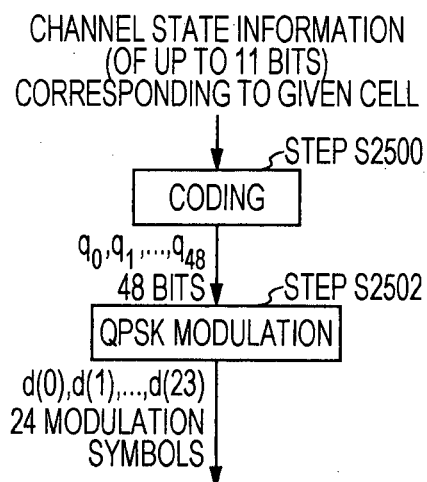 CHANNEL STATE INFORMATION
(OF UP TO 11 BITS)
CORRESPONDING TO GIVEN CELL
STEP S2500
CODING
q0,q1,...,q48
48 BITS
STEP S2502
QPSK MODULATION
d(0),d(1),...,d(23)
24 MODULATION
SYMBOLS